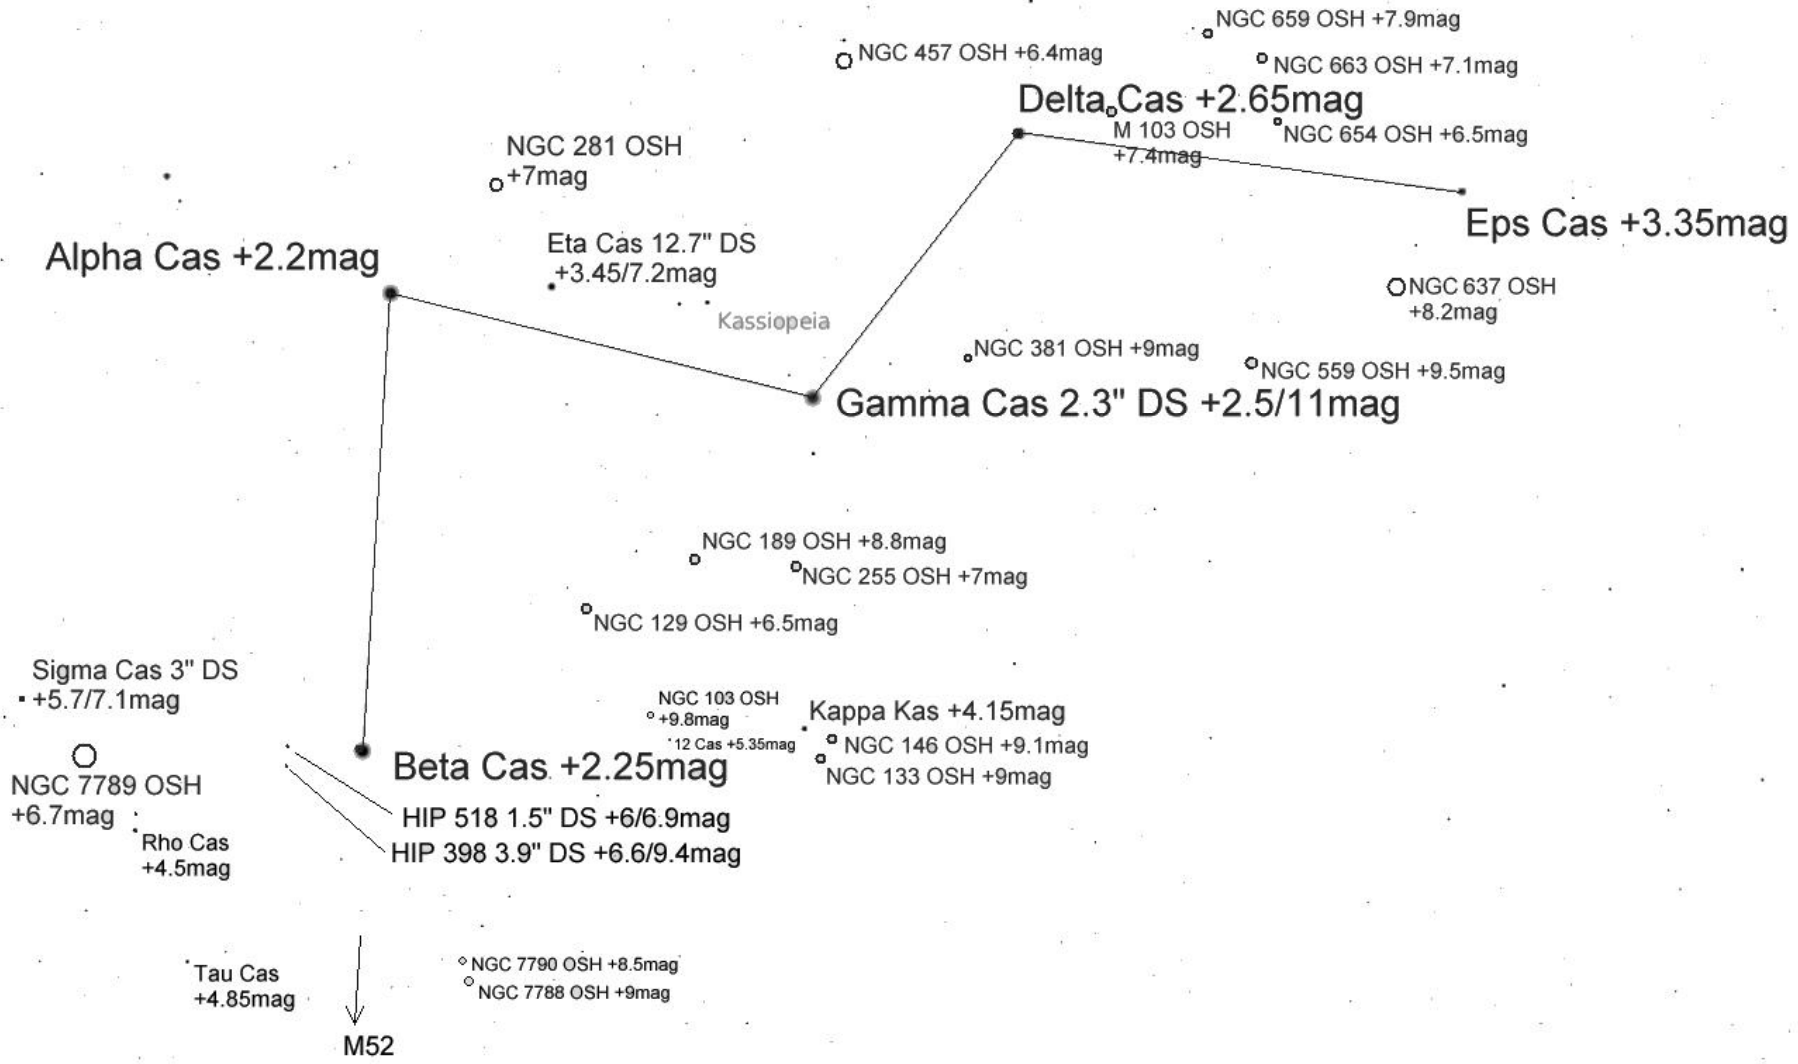 NGC 659 OSH +7.9mag
NGC 457 OSH +6.4mag
NGC 663 OSH +7.1mag
Delta Cas +2.65mag
M 103 OSH
+7.4mag
NGC 654 OSH +6.5mag
NGC 281 OSH
+7mag
Eps Cas +3.35mag
Alpha Cas +2.2mag
Eta Cas 12.7" DS
+3.45/7.2mag
NGC 637 OSH
+8.2mag
Kassiopeia
NGC 381 OSH +9mag
NGC 559 OSH +9.5mag
Gamma Cas 2.3" DS +2.5/11mag
NGC 189 OSH +8.8mag
NGC 255 OSH +7mag
NGC 129 OSH +6.5mag
Sigma Cas 3" DS
+5.7/7.1mag
NGC 103 OSH
+9.8mag
Kappa Kas +4.15mag
12 Cas +5.35mag
NGC 146 OSH +9.1mag
NGC 133 OSH +9mag
Beta Cas +2.25mag
NGC 7789 OSH
+6.7mag
HIP 518 1.5" DS +6/6.9mag
Rho Cas
+4.5mag
HIP 398 3.9" DS +6.6/9.4mag
NGC 7790 OSH +8.5mag
NGC 7788 OSH +9mag
Tau Cas
+4.85mag
M52